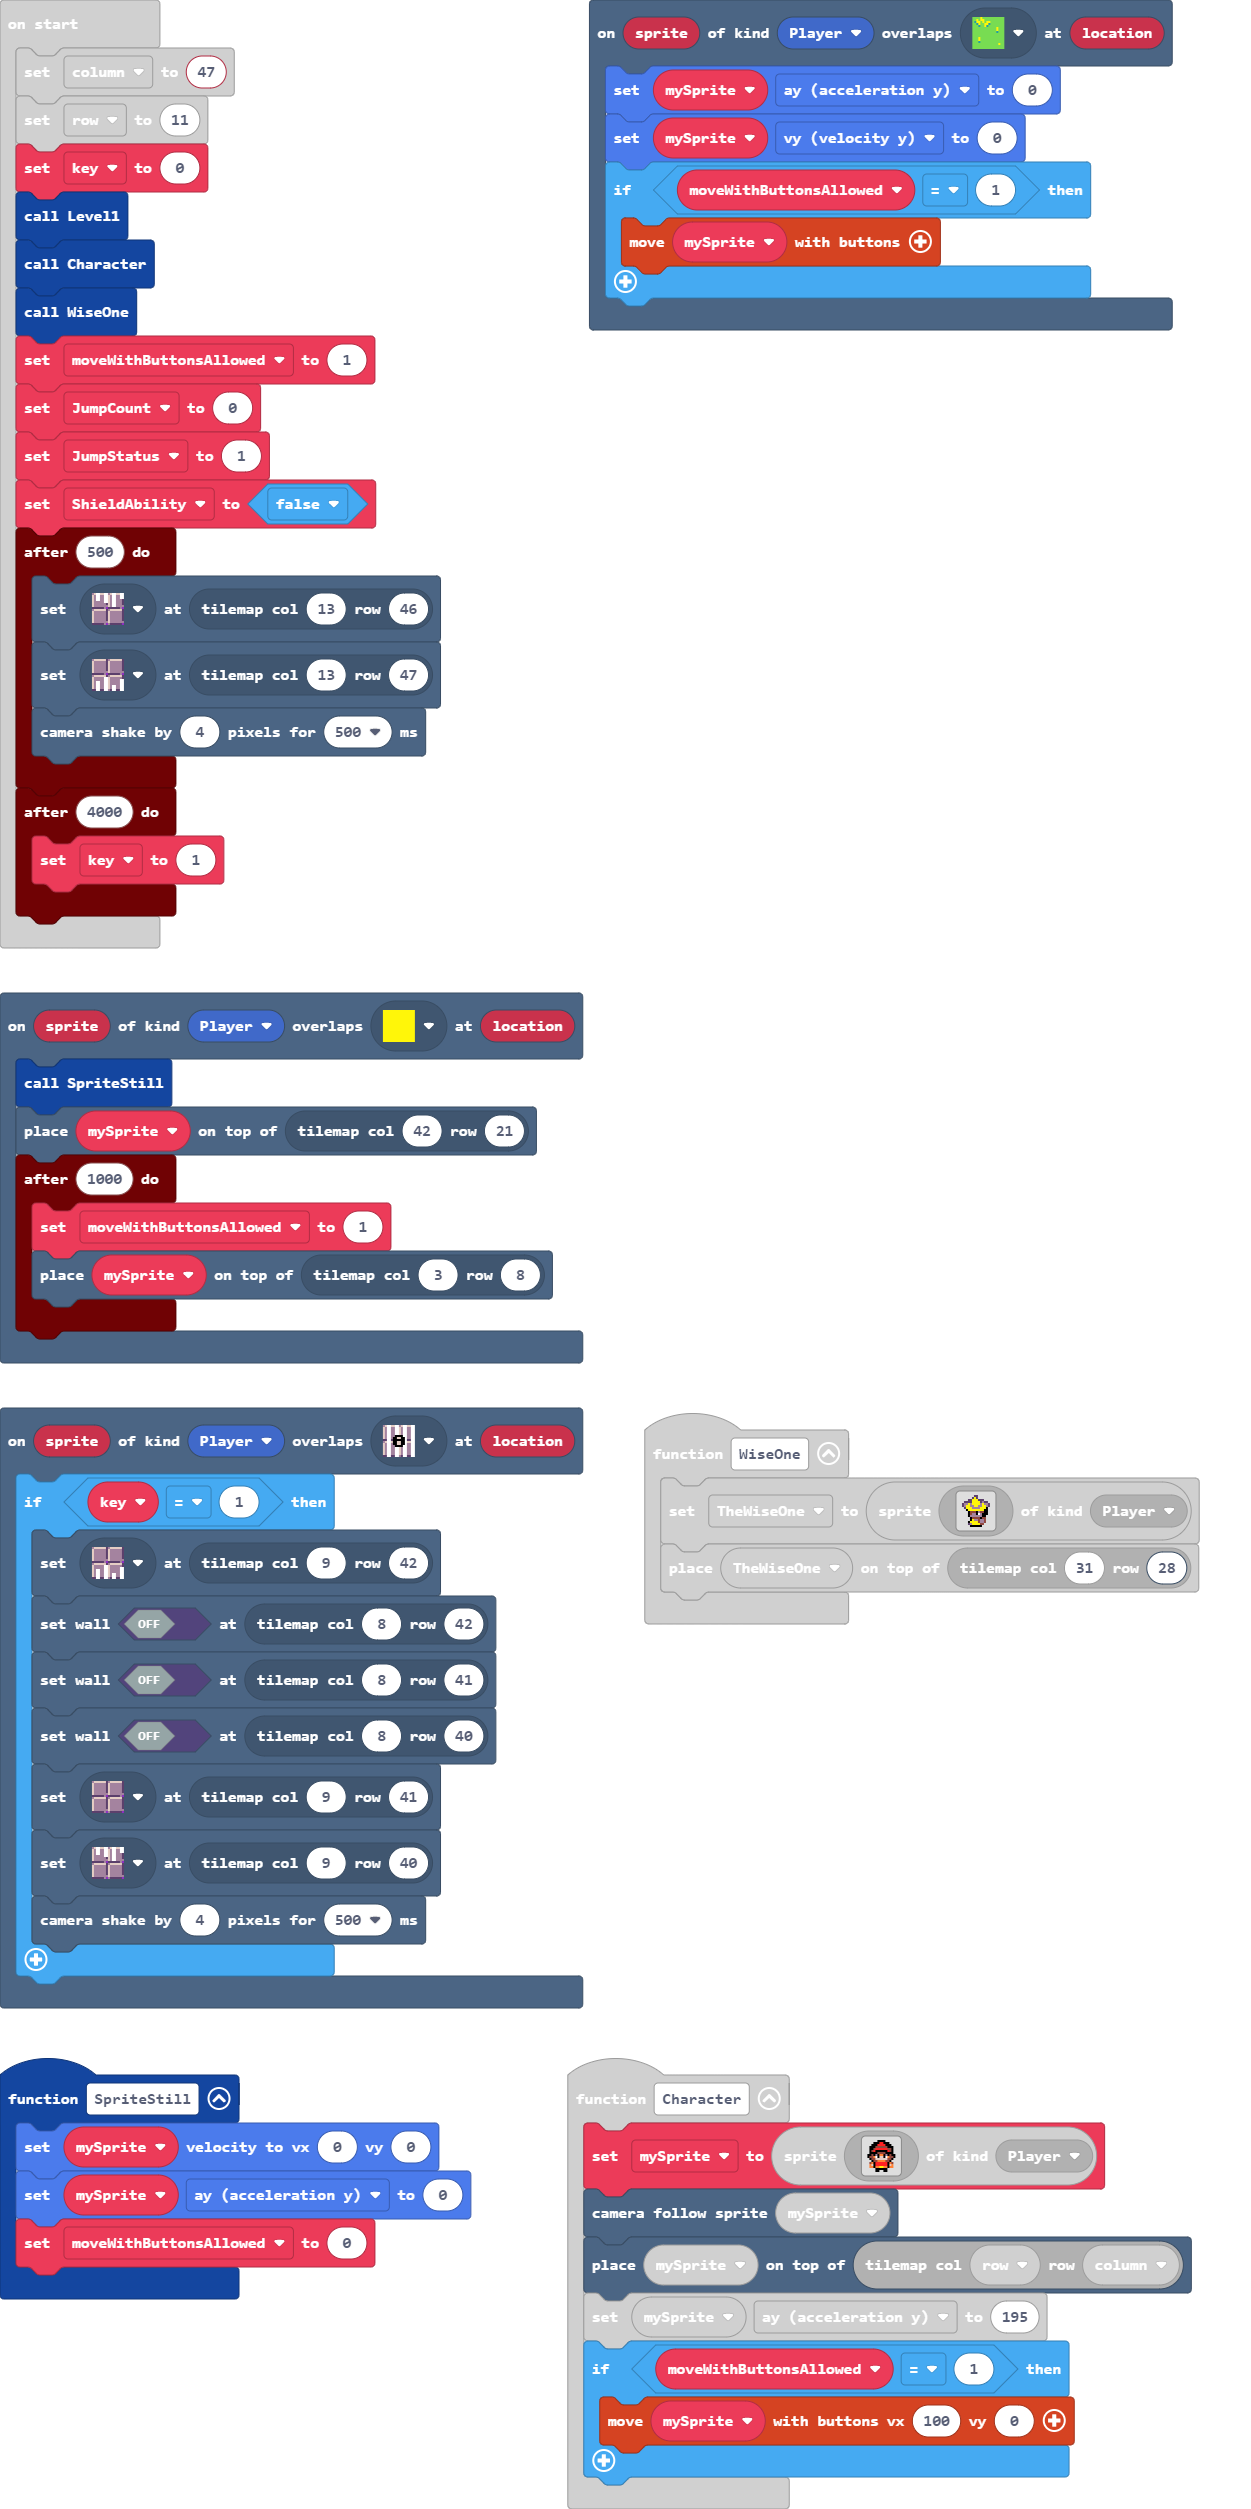 on start
set column to 47
set row to 11
set key to 0
call Level1
call Character
call WiseOne
set moveWithButtonsAllowed to 1
set JumpCount to 0
set JumpStatus to 1
set ShieldAbility to false
after 500 do
set at tilemap col 13 row 46
set at tilemap col 13 row 47
camera shake by 4 pixels for 500 ms
after 4000 do
set key to 1
on sprite of kind Player overlaps at location
set mySprite ay (acceleration y) to 0
set mySprite vy (velocity y) to 0
if moveWithButtonsAllowed = 1 then
move mySprite with buttons
on sprite of kind Player overlaps at location
call SpriteStill
place mySprite on top of tilemap col 42 row 21
after 1000 do
set moveWithButtonsAllowed to 1
place mySprite on top of tilemap col 3 row 8
on sprite of kind Player overlaps at location
if key = 1 then
set at tilemap col 9 row 42
set wall OFF at tilemap col 8 row 42
set wall OFF at tilemap col 8 row 41
set wall OFF at tilemap col 8 row 40
set at tilemap col 9 row 41
set at tilemap col 9 row 40
camera shake by 4 pixels for 500 ms
function WiseOne
set TheWiseOne to sprite of kind Player
place TheWiseOne on top of tilemap col 31 row 28
function SpriteStill
set mySprite velocity to vx 0 vy 0
set mySprite ay (acceleration y) to 0
set moveWithButtonsAllowed to 0
function Character
set mySprite to sprite of kind Player
camera follow sprite mySprite
place mySprite on top of tilemap col row row column
set mySprite ay (acceleration y) to 195
if moveWithButtonsAllowed = 1 then
move mySprite with buttons vx 100 vy 0